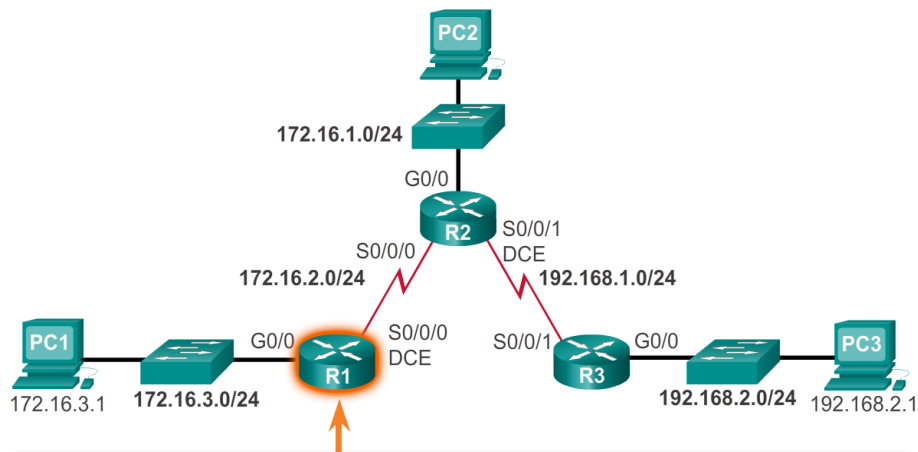 PC2
172.16.1.0/24
G0/0
R2
S0/0/1
DCE
S0/0/0
172.16.2.0/24
192.168.1.0/24
PC1
G0/0
S0/0/0
DCE
R1
S0/0/1
R3
G0/0
PC3
172.16.3.1
172.16.3.0/24
192.168.2.0/24
192.168.2.1